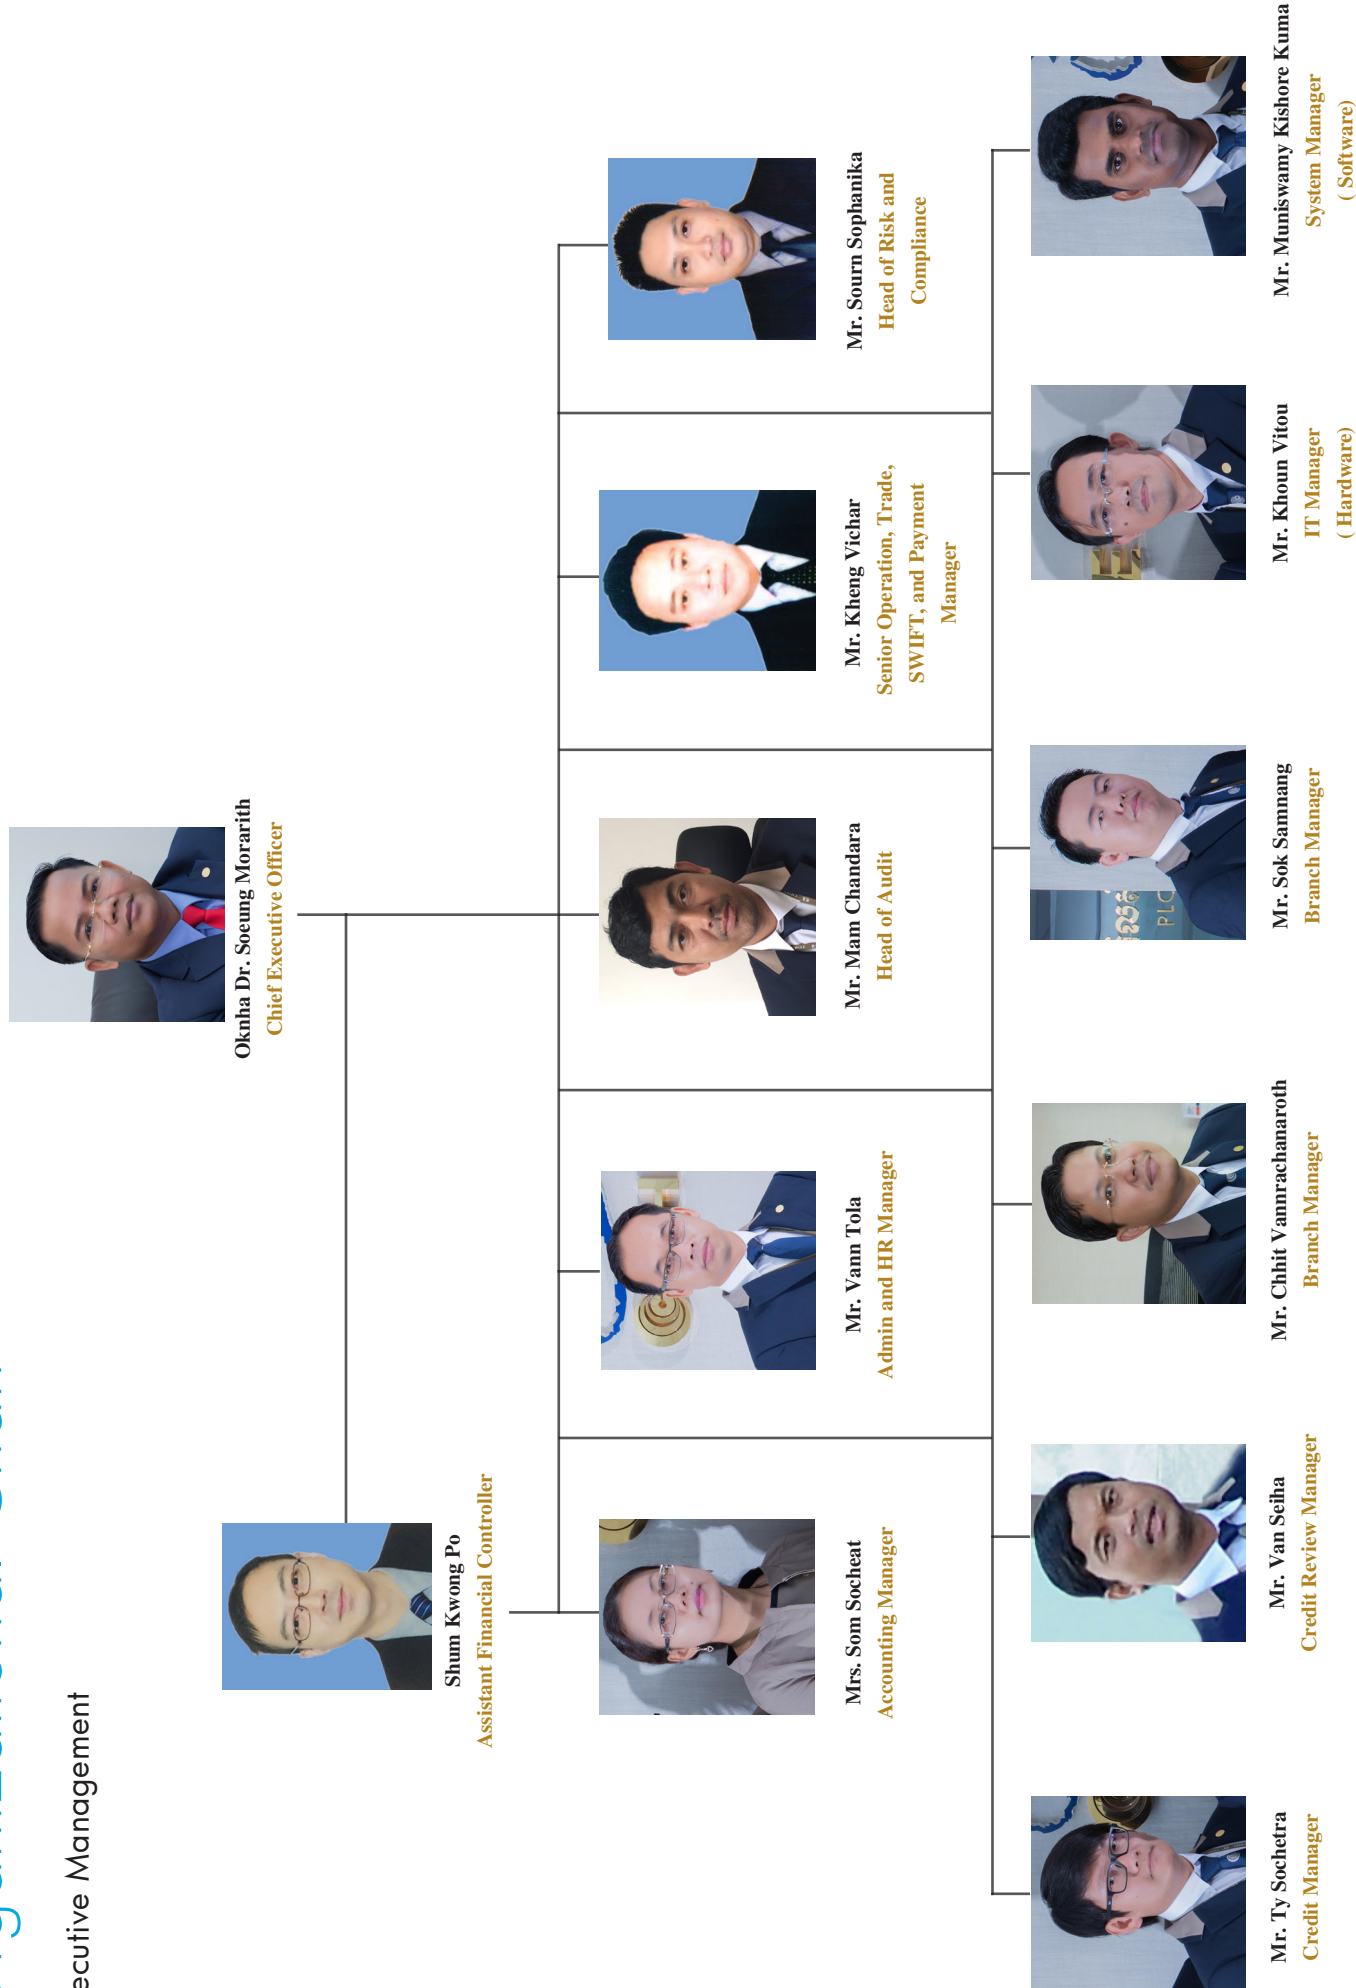 Executive Management
Oknha Dr. Soeung Morarith
Chief Executive Officer
Shum Kwong Po
Assistant Financial Controller
Mrs. Som Socheat
Accounting Manager
Mr. Vann Tola
Admin and HR Manager
Mr. Mam Chandara
Head of Audit
Mr. Kheng Vichar
Senior Operation, Trade,
SWIFT, and Payment
Manager
Mr. Sourn Sophanika
Head of Risk and
Compliance
Mr. Ty Sochetra
Credit Manager
Mr. Van Seiha
Credit Review Manager
Mr. Chhit Vannrachanaroth
Branch Manager
Mr. Sok Samnang
Branch Manager
PLC
Mr. Khoun Vitou
IT Manager
( Hardware)
Mr. Muniswamy Kishore Kuma
System Manager
( Software)